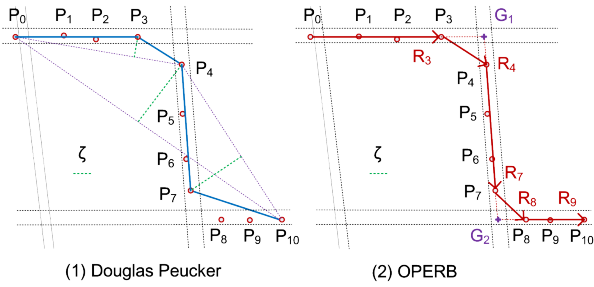 P0 P1 P2 P3
P4
P5
ζ
P6
P7
P8 P9 P10
(1) Douglas Peucker
P0 P1 P2 P3 G1
R3 R4
P4
P5
ζ
P6
R7
P7
R8 R9
G2 P8 P9 P10
(2) OPERB